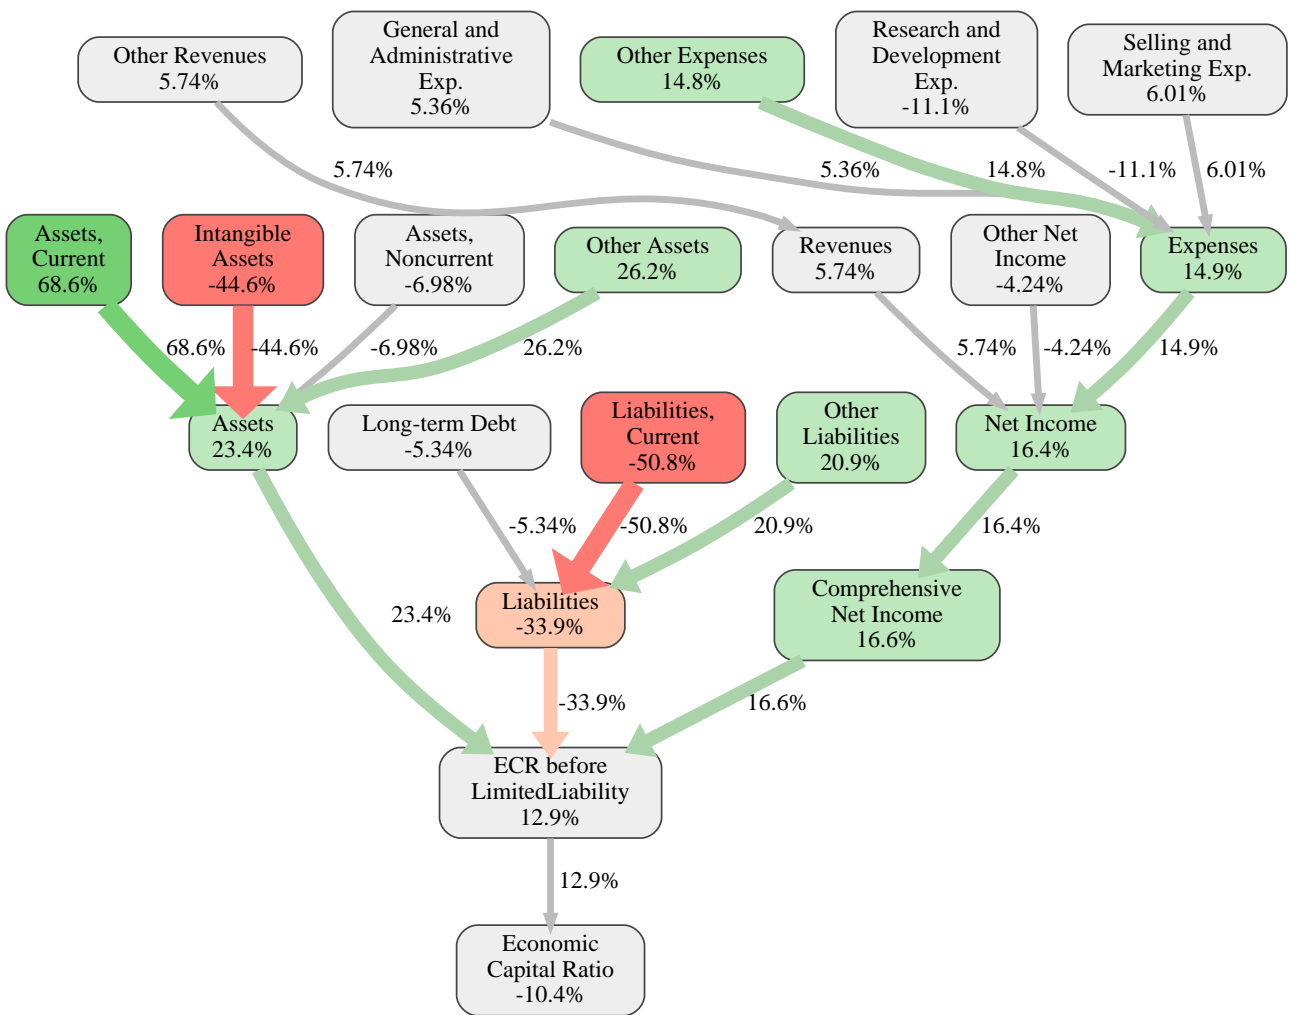 Other Revenues
5.74%
General and
Administrative
Exp.
5.36%
Other Expenses
14.8%
Research and
Development
Exp.
-11.1%
Selling and
Marketing Exp.
6.01%
5.74%
5.36%
14.8%
-11.1%
6.01%
Assets,
Current
68.6%
Intangible
Assets
-44.6%
Assets,
Noncurrent
-6.98%
Other Assets
26.2%
Revenues
5.74%
Other Net
Income
-4.24%
Expenses
14.9%
68.6%
-44.6%
-6.98%
26.2%
5.74%
-4.24%
14.9%
Assets
23.4%
Long-term Debt
-5.34%
Liabilities,
Current
-50.8%
Other
Liabilities
20.9%
Net Income
16.4%
-5.34%
-50.8%
20.9%
16.4%
23.4%
Liabilities
-33.9%
Comprehensive
Net Income
16.6%
-33.9%
16.6%
ECR before
LimitedLiability
12.9%
12.9%
Economic
Capital Ratio
-10.4%